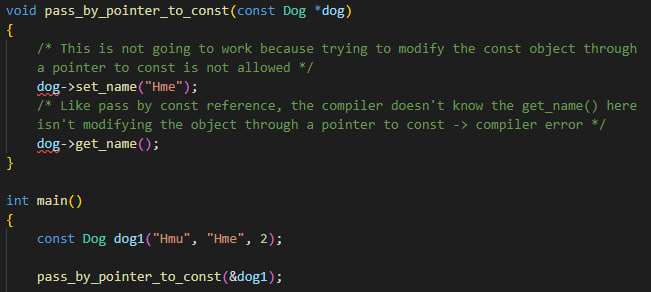 void pass_by_pointer_to_const(const Dog *dog)
{
    /* This is not going to work because trying to modify the const object through
    a pointer to const is not allowed */
    dog->set_name("Hme");
    /* Like pass by const reference, the compiler doesn't know the get_name() here
    isn't modifying the object through a pointer to const -> compiler error */
    dog->get_name();
}
int main()
{
    const Dog dog1("Hmu", "Hme", 2);
    pass_by_pointer_to_const(&dog1);